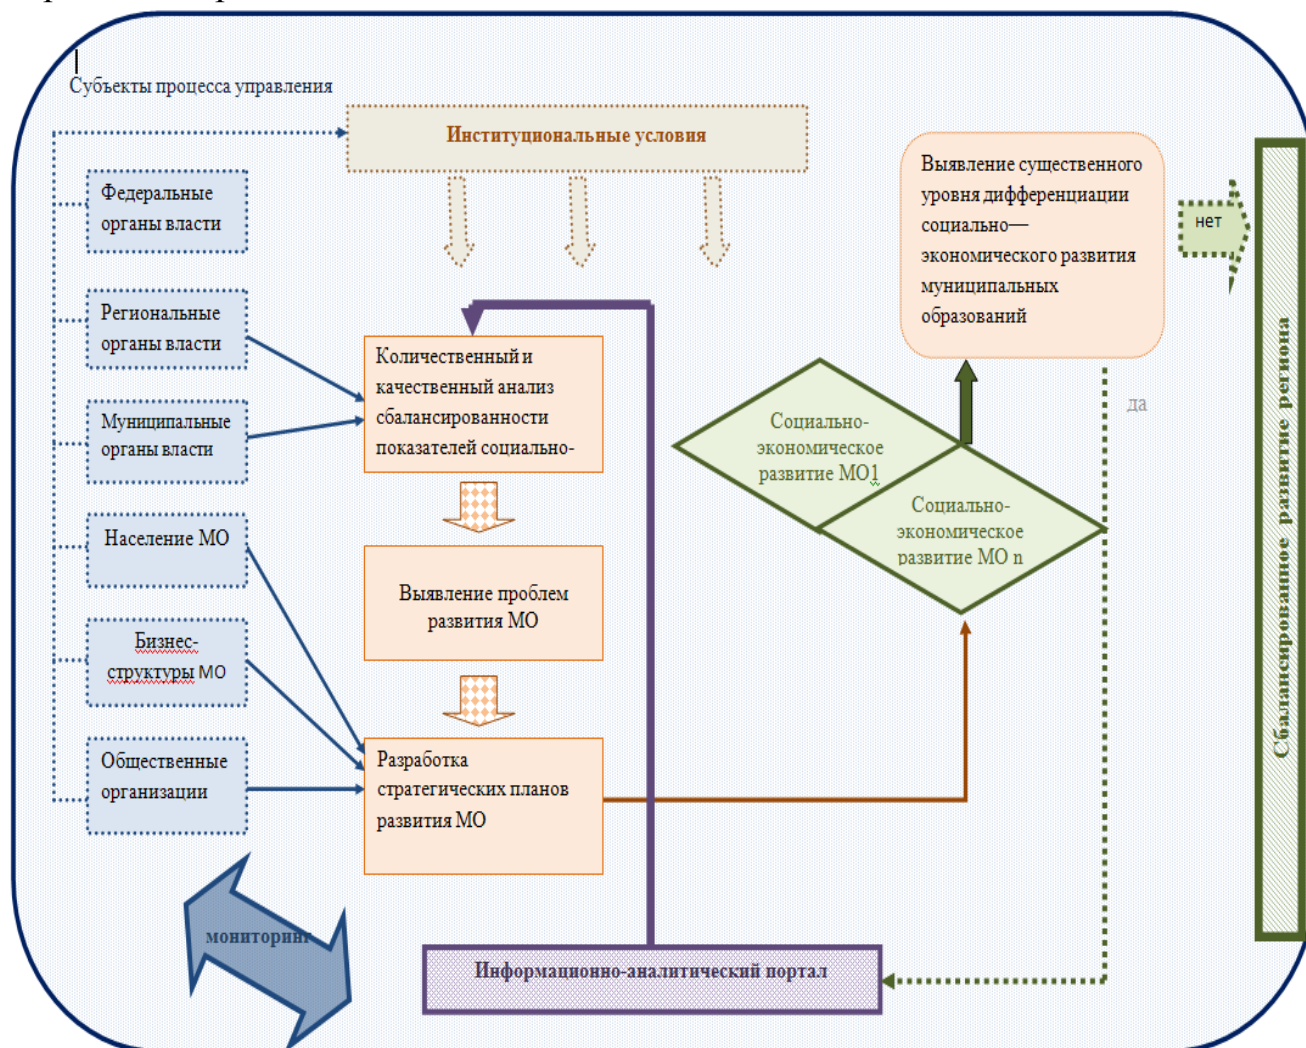 Субъекты процесса управления
Институциональные условия
Федеральные
органы власти
Региональные
органы власти
Муниципальные
органы власти
Население МО
Бизнес-
структуры МО
Общественные
организации
мониторинг
Количественный и
качественный анализ
сбалансированности
показателей социально-
Выявление проблем
развития МО
Разработка
стратегических планов
развития МО
Информационно-аналитический портал
Социально-
экономическое
развитие МО1
Социально-
экономическое
развитие МО n
Выявление существенного
уровня дифференциации
социально—
экономического развития
муниципальных
образований
нет
да
Сбалансированное развитие региона